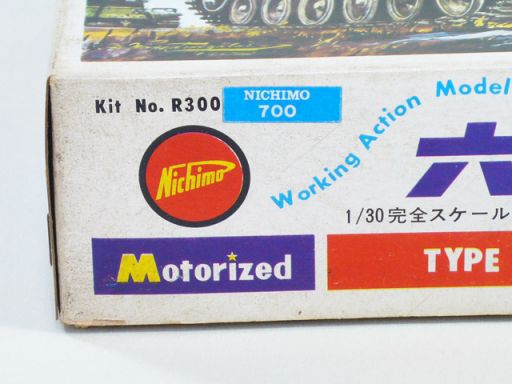 Kit No. R300
NICHIMO
700
Working Action Model
Nichimo
六
1/30完全スケール
Motorized
TYPE